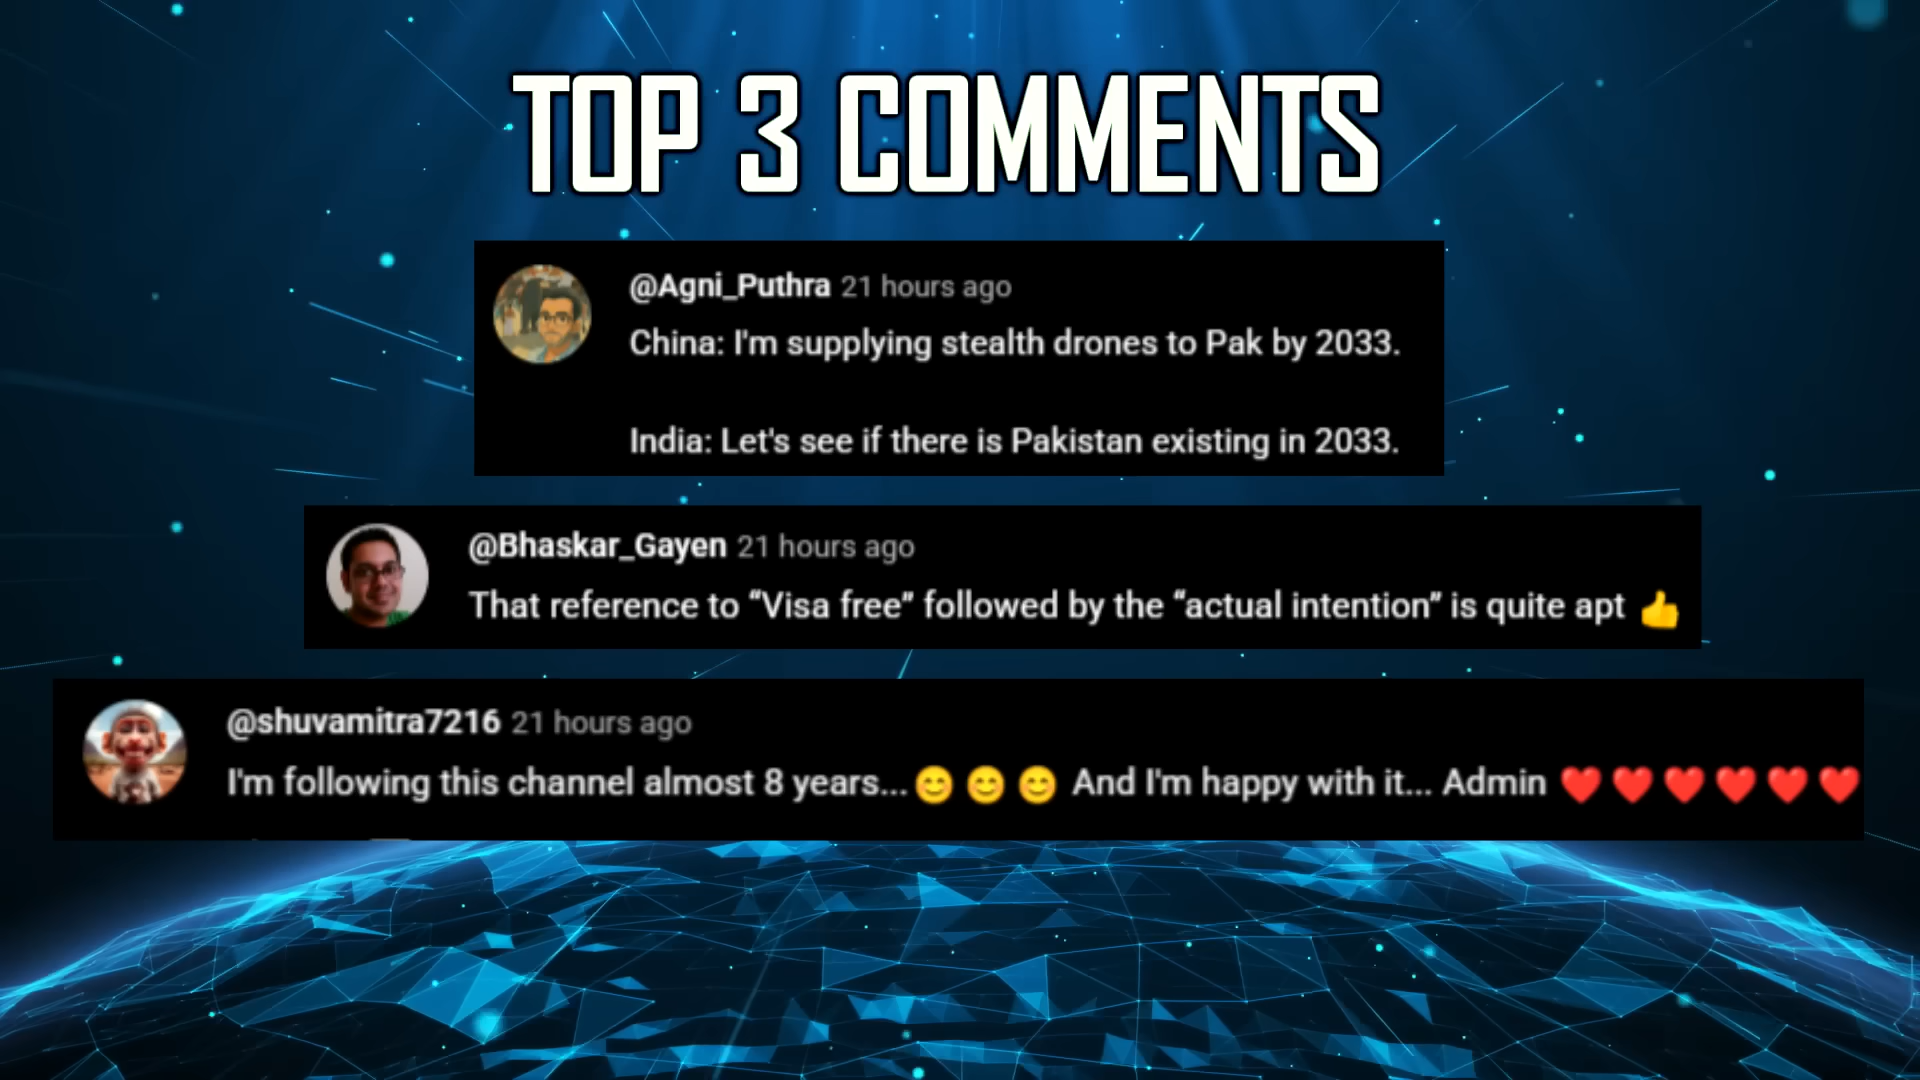 TOP 3 COMMENTS
@Agni_Puthra 21 hours ago
China: I'm supplying stealth drones to Pak by 2033.
India: Let's see if there is Pakistan existing in 2033.
@Bhaskar_Gayen 21 hours ago
That reference to “Visa free” followed by the “actual intention” is quite apt 👍
@shuvamitra7216 21 hours ago
I'm following this channel almost 8 years...😊 😊 😊 And I'm happy with it... Admin ❤️ ❤️ ❤️ ❤️ ❤️ ❤️